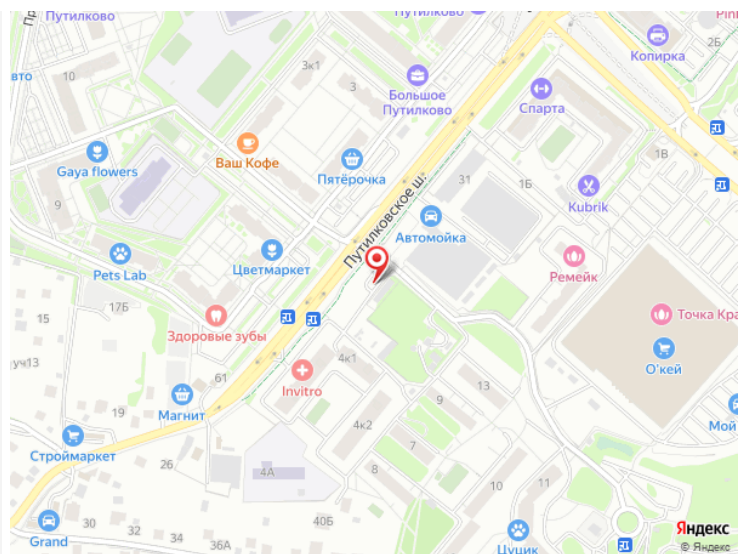 Путилково
Путилково
Pinl
Копирка
2Б
3к1
3
10
авто
Большое
Путилково
Спарта
Ваш Кофе
Gaya flowers
Пятёрочка
31
1Б
1В
Kubrik
9
Путилковское ш.
Автомойка
Pets Lab
Цветмаркет
Ремейк
17Б
15
Здоровые зубы
Точка Кра
О'кей
уч13
4к1
61
Invitro
13
9
19
Магнит
4к2
Мой
Строймаркет
7
26
4А
8
10
11
30
32
34
36А
40Б
Grand
Цуцик
Яндекс
© Яндекс